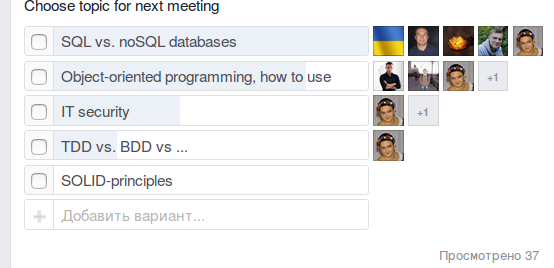 Choose topic for next meeting
SQL vs. noSQL databases
Object-oriented programming, how to use
+1
IT security
+1
TDD vs. BDD vs ...
SOLID-principles
Добавить вариант...
Просмотрено 37